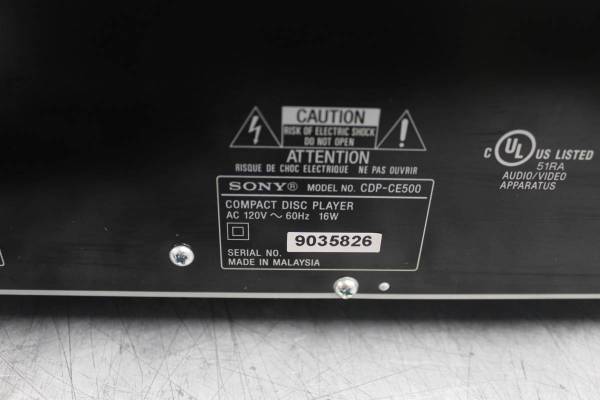 CAUTION
RISK OF ELECTRIC SHOCK
DO NOT OPEN
ATTENTION
RISQUE DE CHOC ELECTRIQUE NE PAS OUVRIR
C UL US LISTED
51RA
AUDIO/VIDEO
APPARATUS
SONY® MODEL NO. CDP-CE500
COMPACT DISC PLAYER
AC 120V ~ 60Hz 16W
9035826
SERIAL NO.
MADE IN MALAYSIA